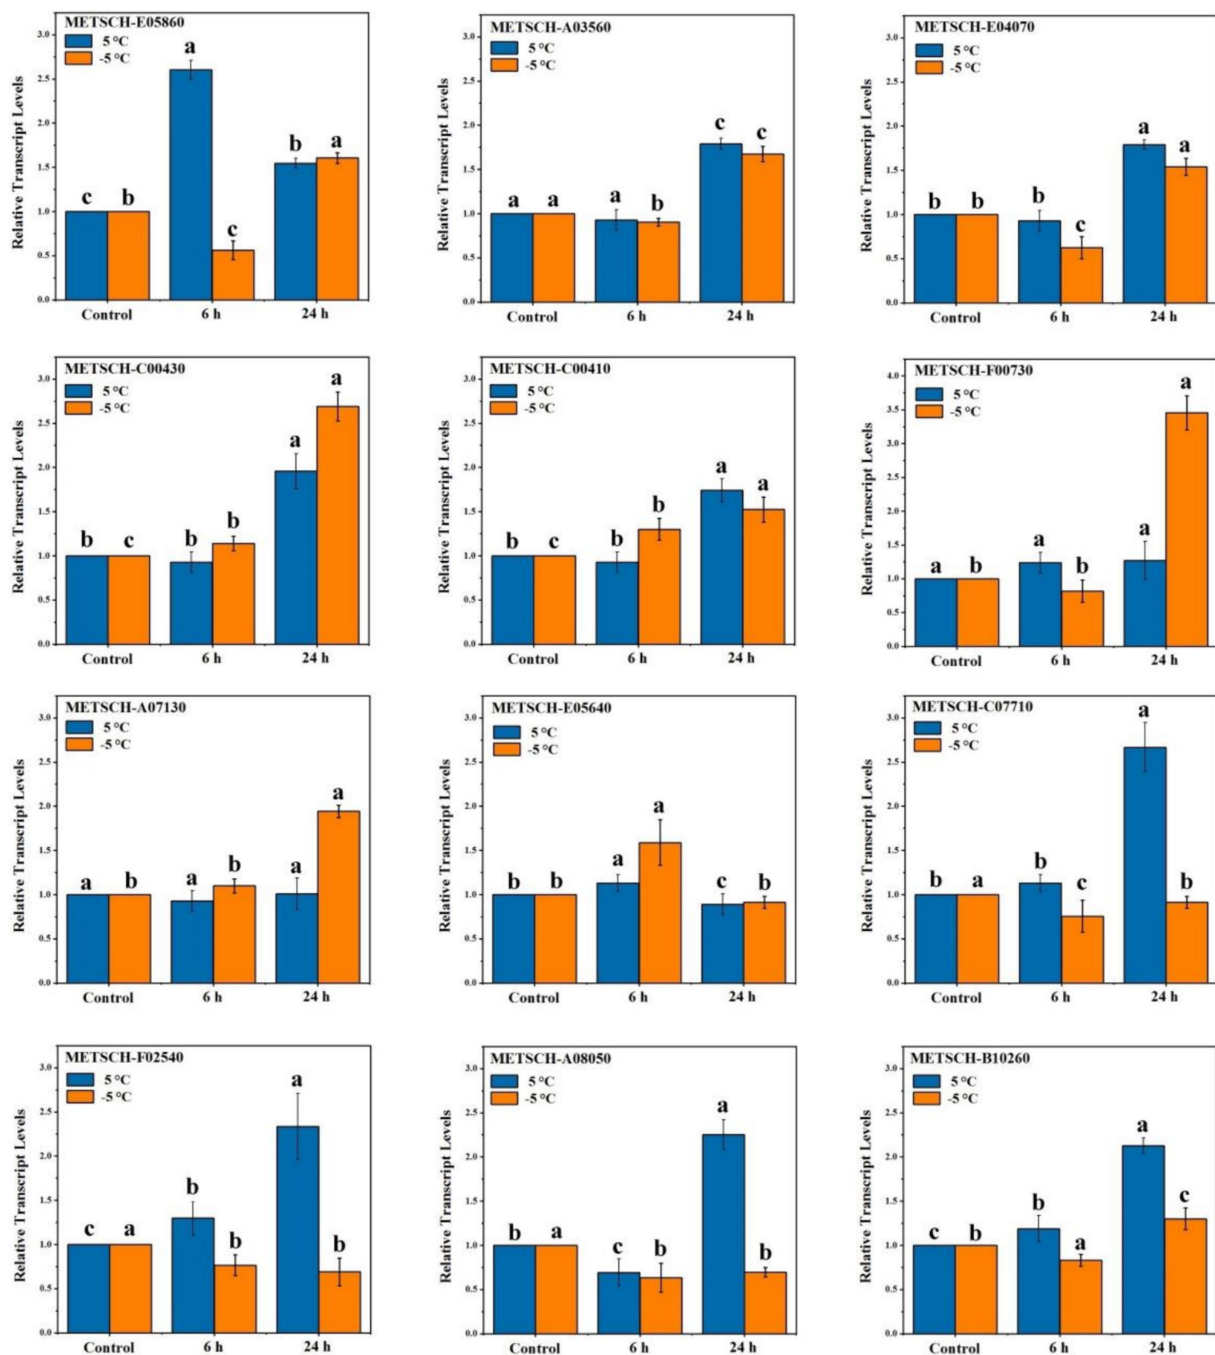 METSCH-E05860
5 °C
-5 °C
Relative Transcript Levels
3.0
2.5
2.0
1.5
1.0
0.5
0.0
c b a c b a
Control 6 h 24 h
METSCH-A03560
5 °C
-5 °C
Relative Transcript Levels
3.0
2.5
2.0
1.5
1.0
0.5
0.0
a a a b c c
Control 6 h 24 h
METSCH-E04070
5 °C
-5 °C
Relative Transcript Levels
3.0
2.5
2.0
1.5
1.0
0.5
0.0
b b b c a a
Control 6 h 24 h
METSCH-C00430
5 °C
-5 °C
Relative Transcript Levels
3.0
2.5
2.0
1.5
1.0
0.5
0.0
b c b b a a
Control 6 h 24 h
METSCH-C00410
5 °C
-5 °C
Relative Transcript Levels
3.0
2.5
2.0
1.5
1.0
0.5
0.0
b c b b a a
Control 6 h 24 h
METSCH-F00730
5 °C
-5 °C
Relative Transcript Levels
4.0
3.5
3.0
2.5
2.0
1.5
1.0
0.5
0.0
a b a b a a
Control 6 h 24 h
METSCH-A07130
5 °C
-5 °C
Relative Transcript Levels
3.0
2.5
2.0
1.5
1.0
0.5
0.0
a b a b a a
Control 6 h 24 h
METSCH-E05640
5 °C
-5 °C
Relative Transcript Levels
3.0
2.5
2.0
1.5
1.0
0.5
0.0
b b a a c b
Control 6 h 24 h
METSCH-C07710
5 °C
-5 °C
Relative Transcript Levels
3.0
2.5
2.0
1.5
1.0
0.5
0.0
b a b c a b
Control 6 h 24 h
METSCH-F02540
5 °C
-5 °C
Relative Transcript Levels
3.0
2.5
2.0
1.5
1.0
0.5
0.0
c a b b a b
Control 6 h 24 h
METSCH-A08050
5 °C
-5 °C
Relative Transcript Levels
3.0
2.5
2.0
1.5
1.0
0.5
0.0
b a c b a b
Control 6 h 24 h
METSCH-B10260
5 °C
-5 °C
Relative Transcript Levels
3.0
2.5
2.0
1.5
1.0
0.5
0.0
c b b a a c
Control 6 h 24 h